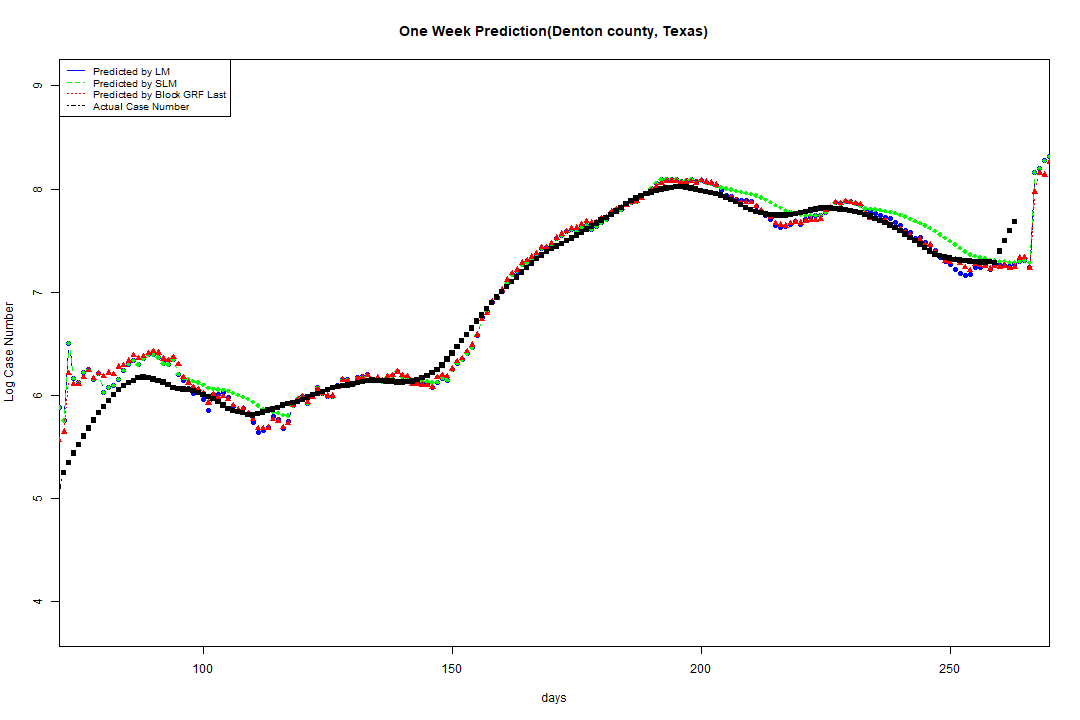 One Week Prediction(Denton county, Texas)
Predicted by LM
Predicted by SLM
Predicted by Block GRF Last
Actual Case Number
9
8
7
6
5
4
Log Case Number
100 150 200 250
days